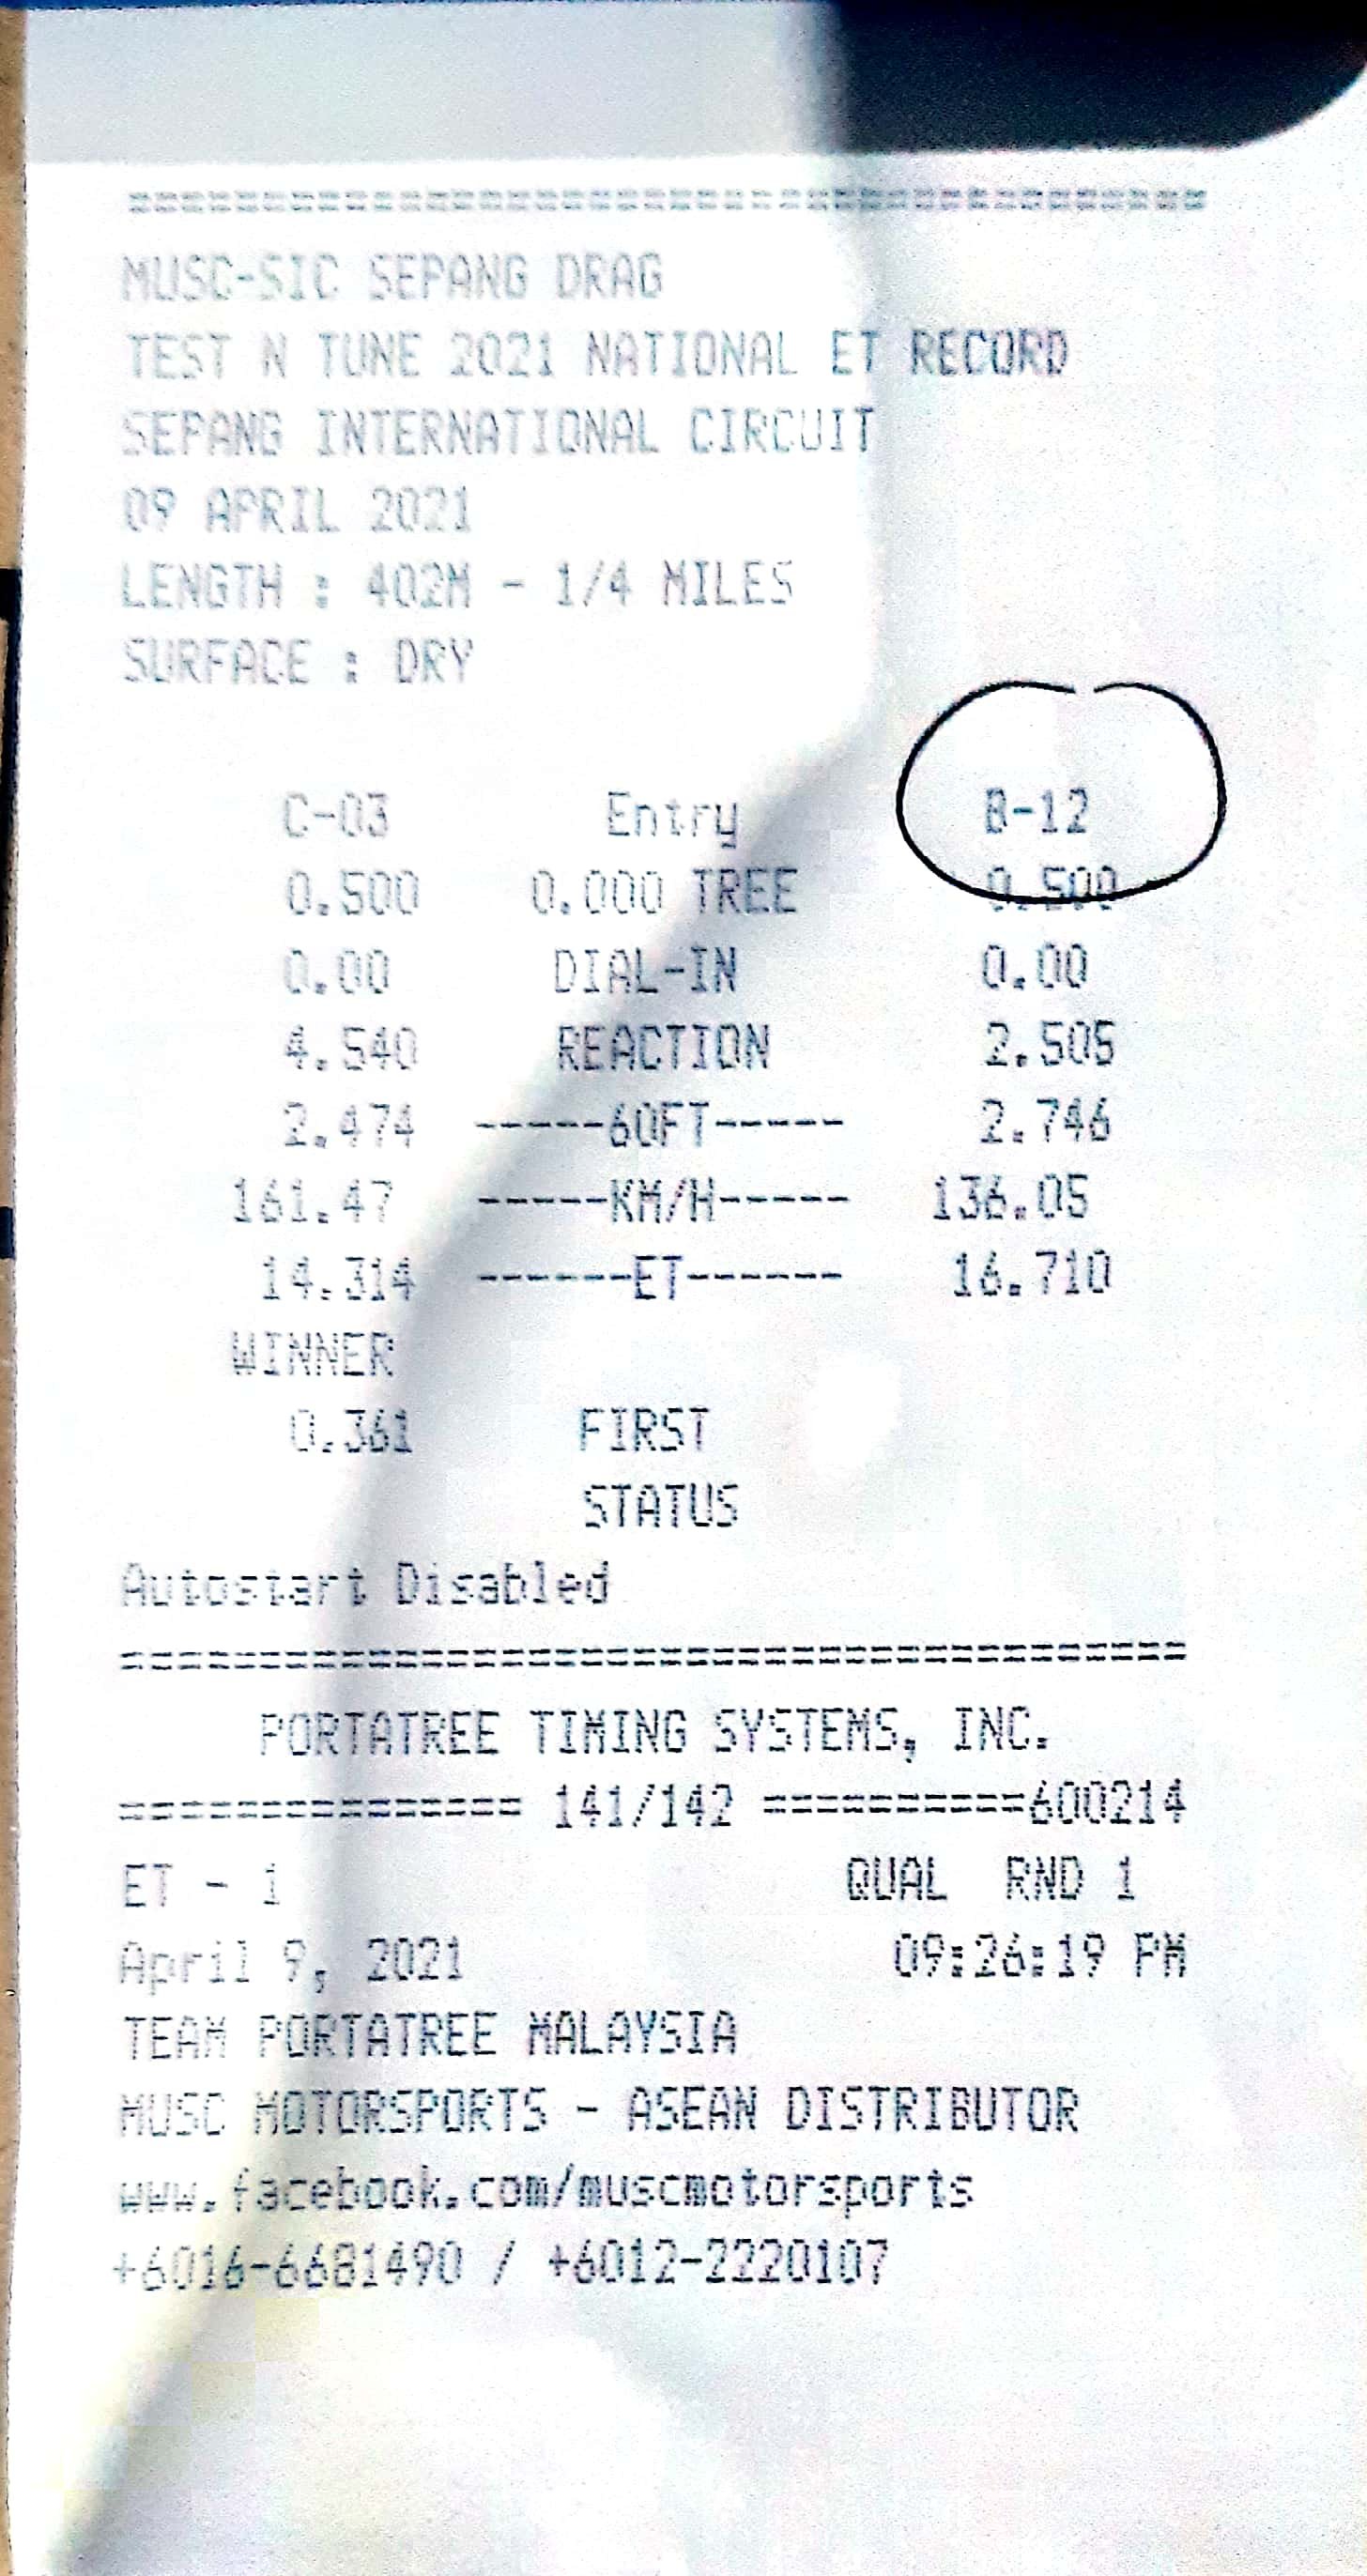 ========================================
MUSC-SIC SEPANG DRAG
TEST N TUNE 2021 NATIONAL ET RECORD
SEPANG INTERNATIONAL CIRCUIT
09 APRIL 2021
LENGTH : 402M - 1/4 MILES
SURFACE : DRY
C-03 Entry B-12
0.500 0.000 TREE 0.500
0.00 DIAL-IN 0.00
4.540 REACTION 2.505
2.474 -----60FT----- 2.746
161.47 -----KM/H----- 136.05
14.314 ------ET------ 16.710
WINNER
0.361 FIRST
STATUS
Autostart Disabled
========================================
PORTATREE TIMING SYSTEMS, INC.
=============== 141/142 ==========600214
ET - 1 QUAL RND 1
April 9, 2021 09:26:19 PM
TEAM PORTATREE MALAYSIA
MUSC MOTORSPORTS - ASEAN DISTRIBUTOR
www.facebook.com/muscmotorsports
+6016-6681490 / +6012-2220107